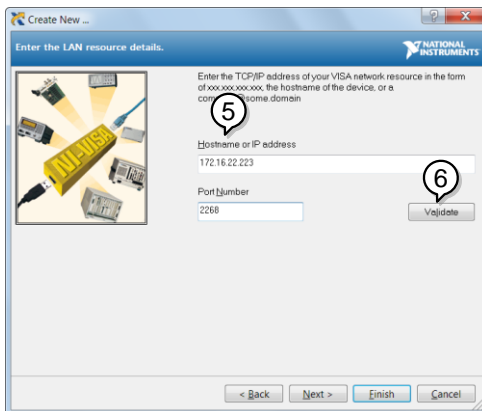 Create New ...
Enter the LAN resource details.
NATIONAL
INSTRUMENTS
Enter the TCP/IP address of your VISA network resource in the form
of xxx.xxx.xxx.xxx, the hostname of the device, or a
some.domain
5
Hostname or IP address
172.16.22.223
6
Port Number
2268
Validate
NI-VISA
< Back
Next >
Finish
Cancel